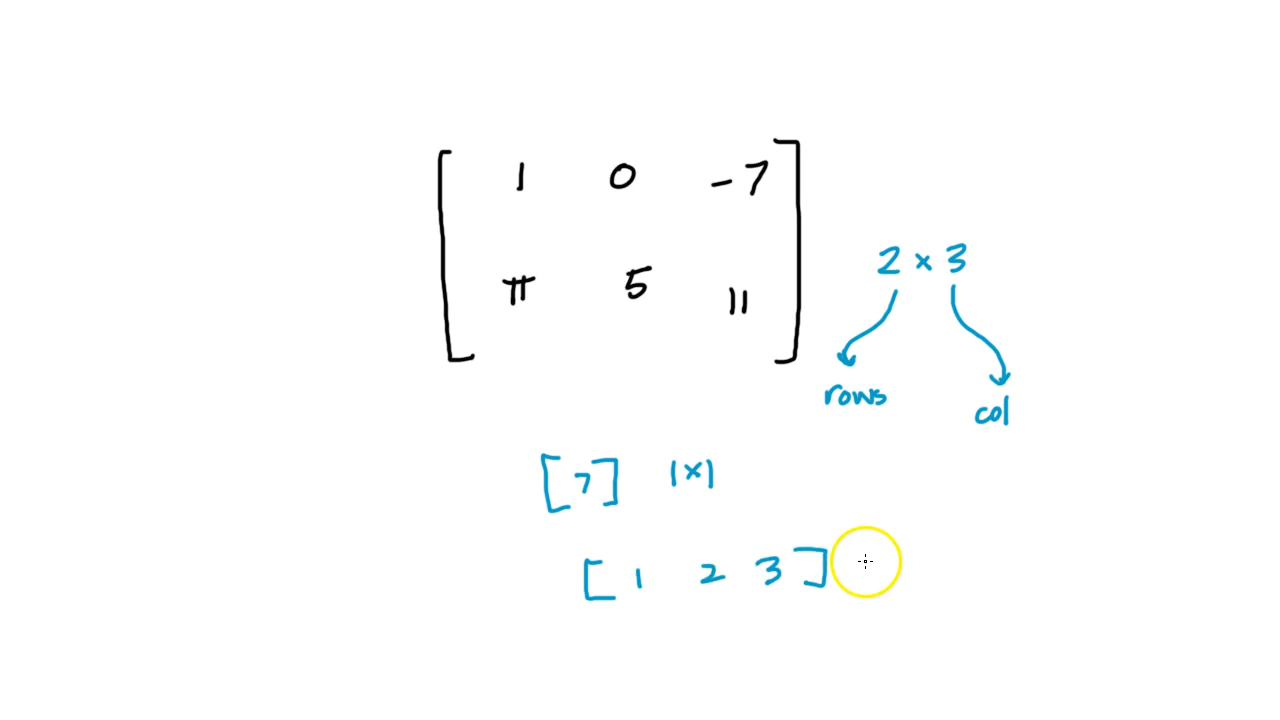 1 0 -7
π 5 11
2 × 3
rows col
[7] 1×1
[ 1 2 3 ]